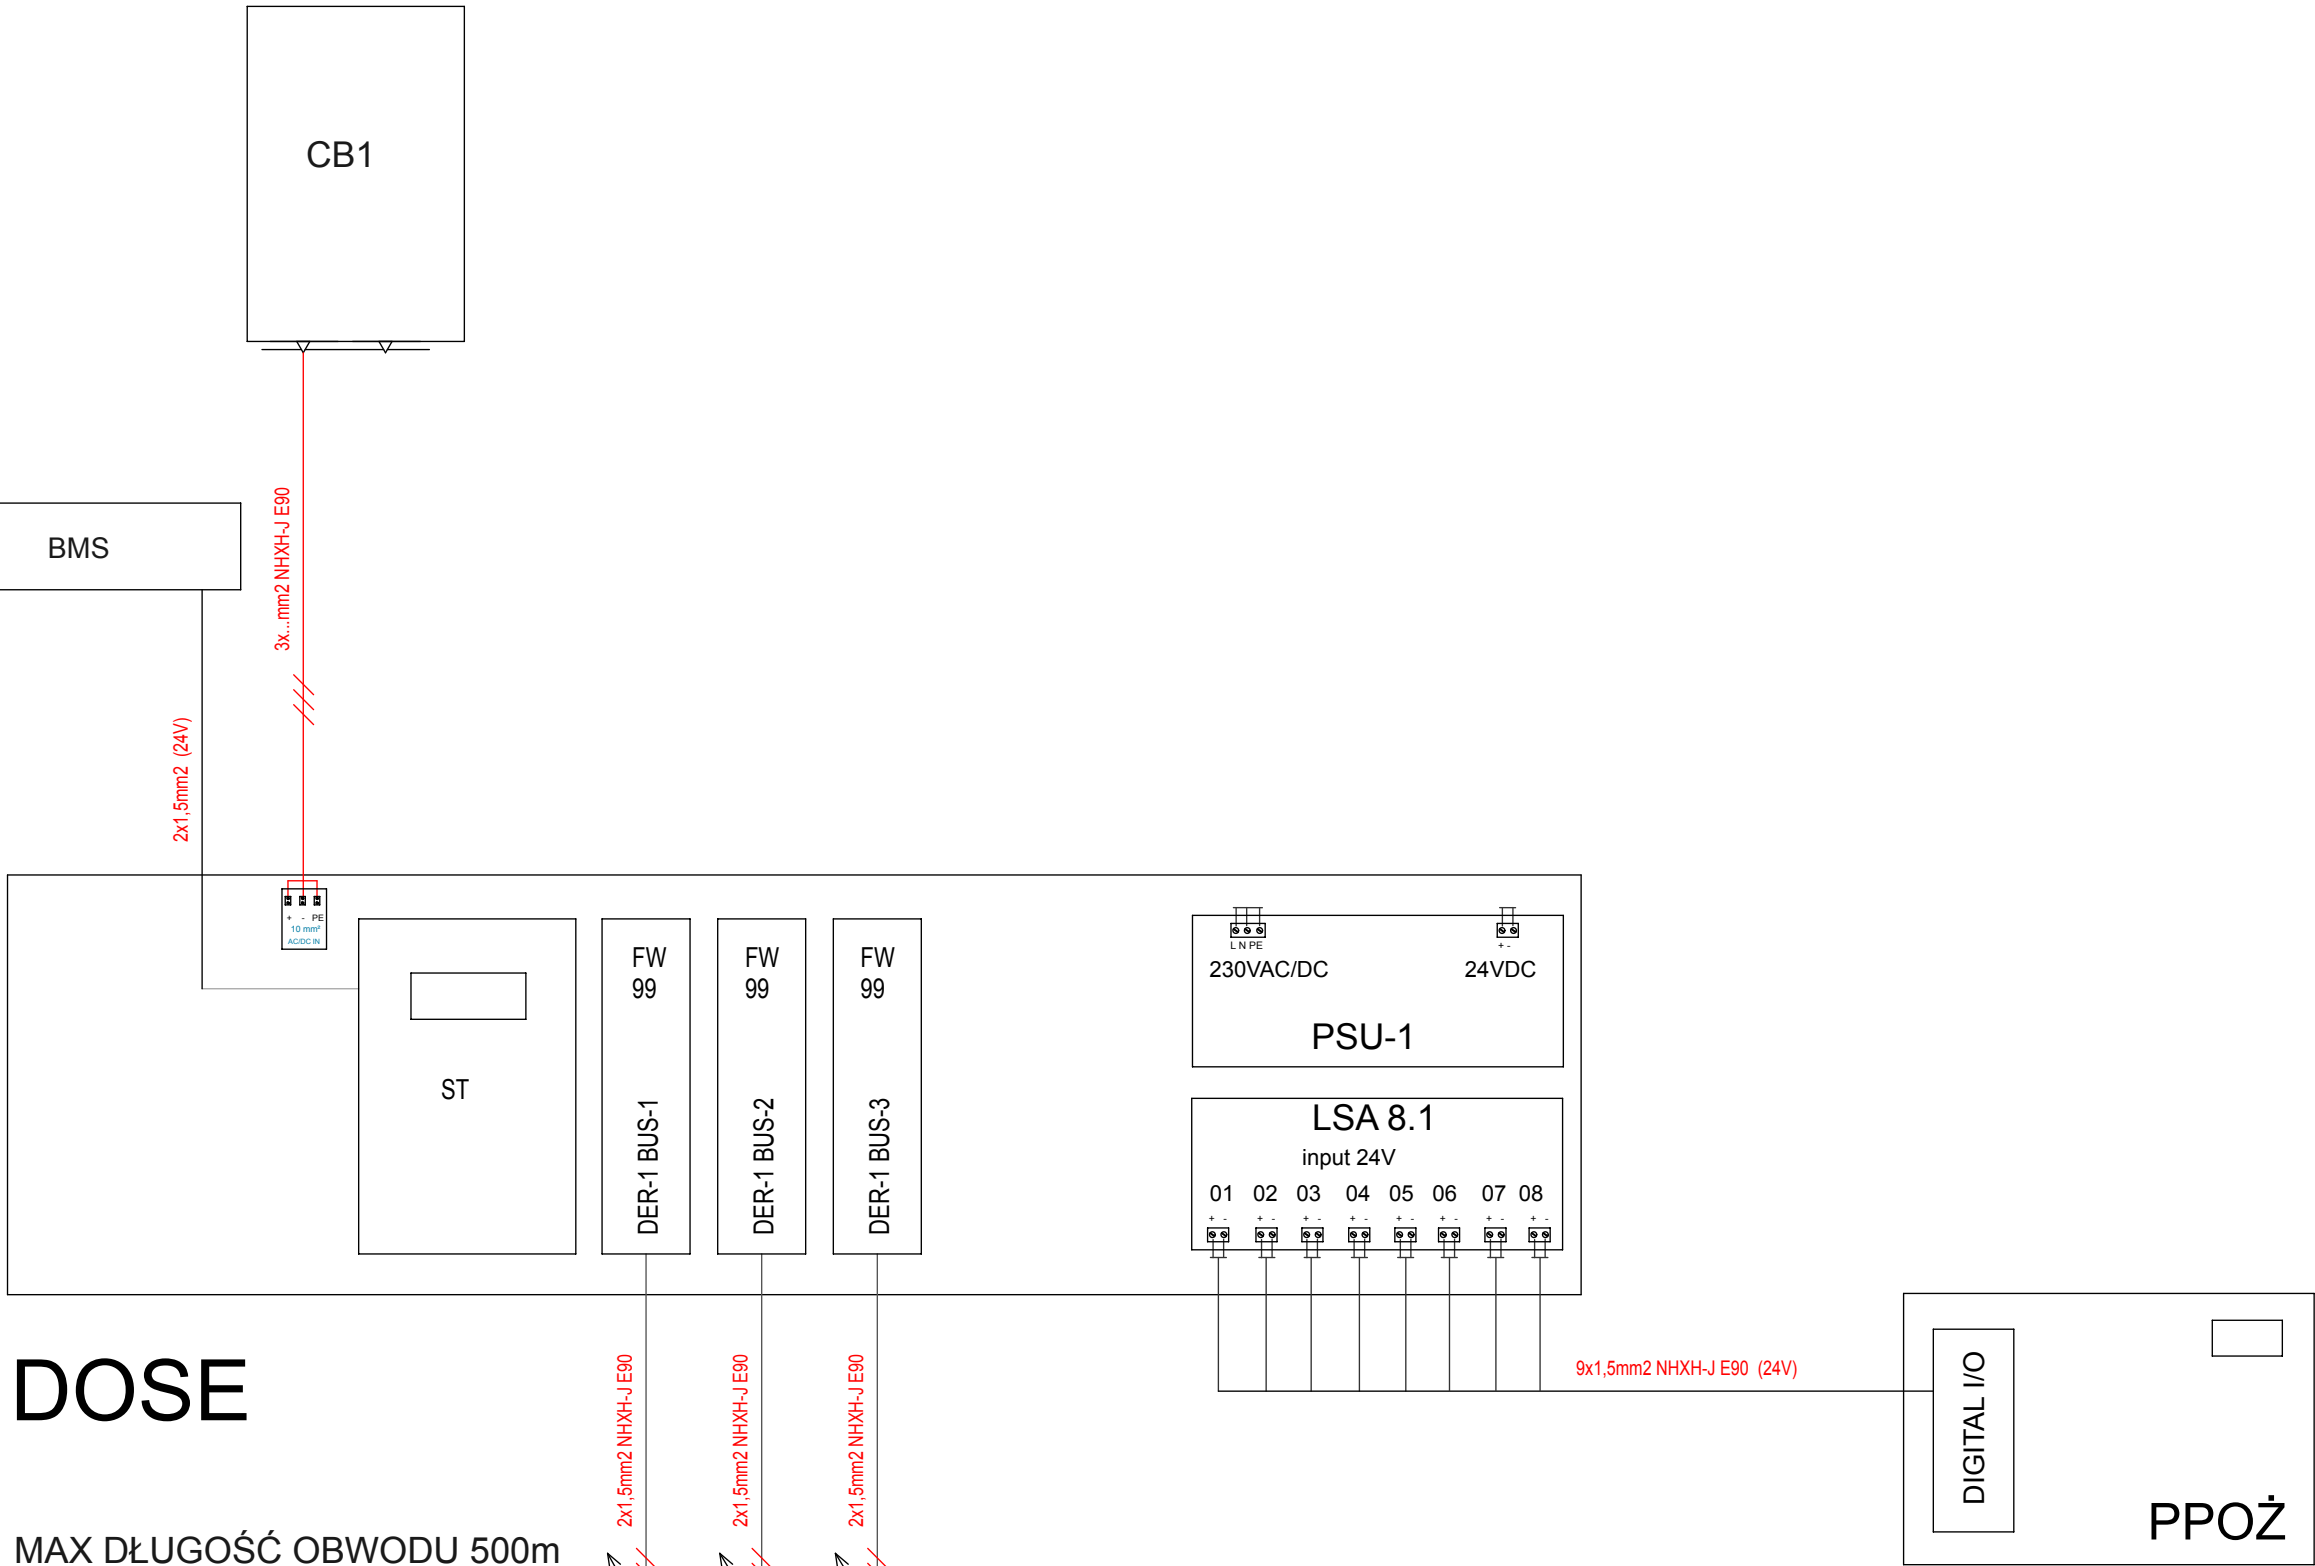 CB1
3x...mm2 NHXH-J E90
BMS
2x1,5mm2 (24V)
+ - PE
10 mm²
AC/DC IN
ST
FW
99
DER-1 BUS-1
FW
99
DER-1 BUS-2
FW
99
DER-1 BUS-3
L N PE
+ -
230VAC/DC
24VDC
PSU-1
LSA 8.1
input 24V
01 02 03 04 05 06 07 08
+ - + - + - + - + - + - + - + -
DOSE
2x1,5mm2 NHXH-J E90
2x1,5mm2 NHXH-J E90
2x1,5mm2 NHXH-J E90
9x1,5mm2 NHXH-J E90 (24V)
DIGITAL I/O
PPOŻ
MAX DŁUGOŚĆ OBWODU 500m